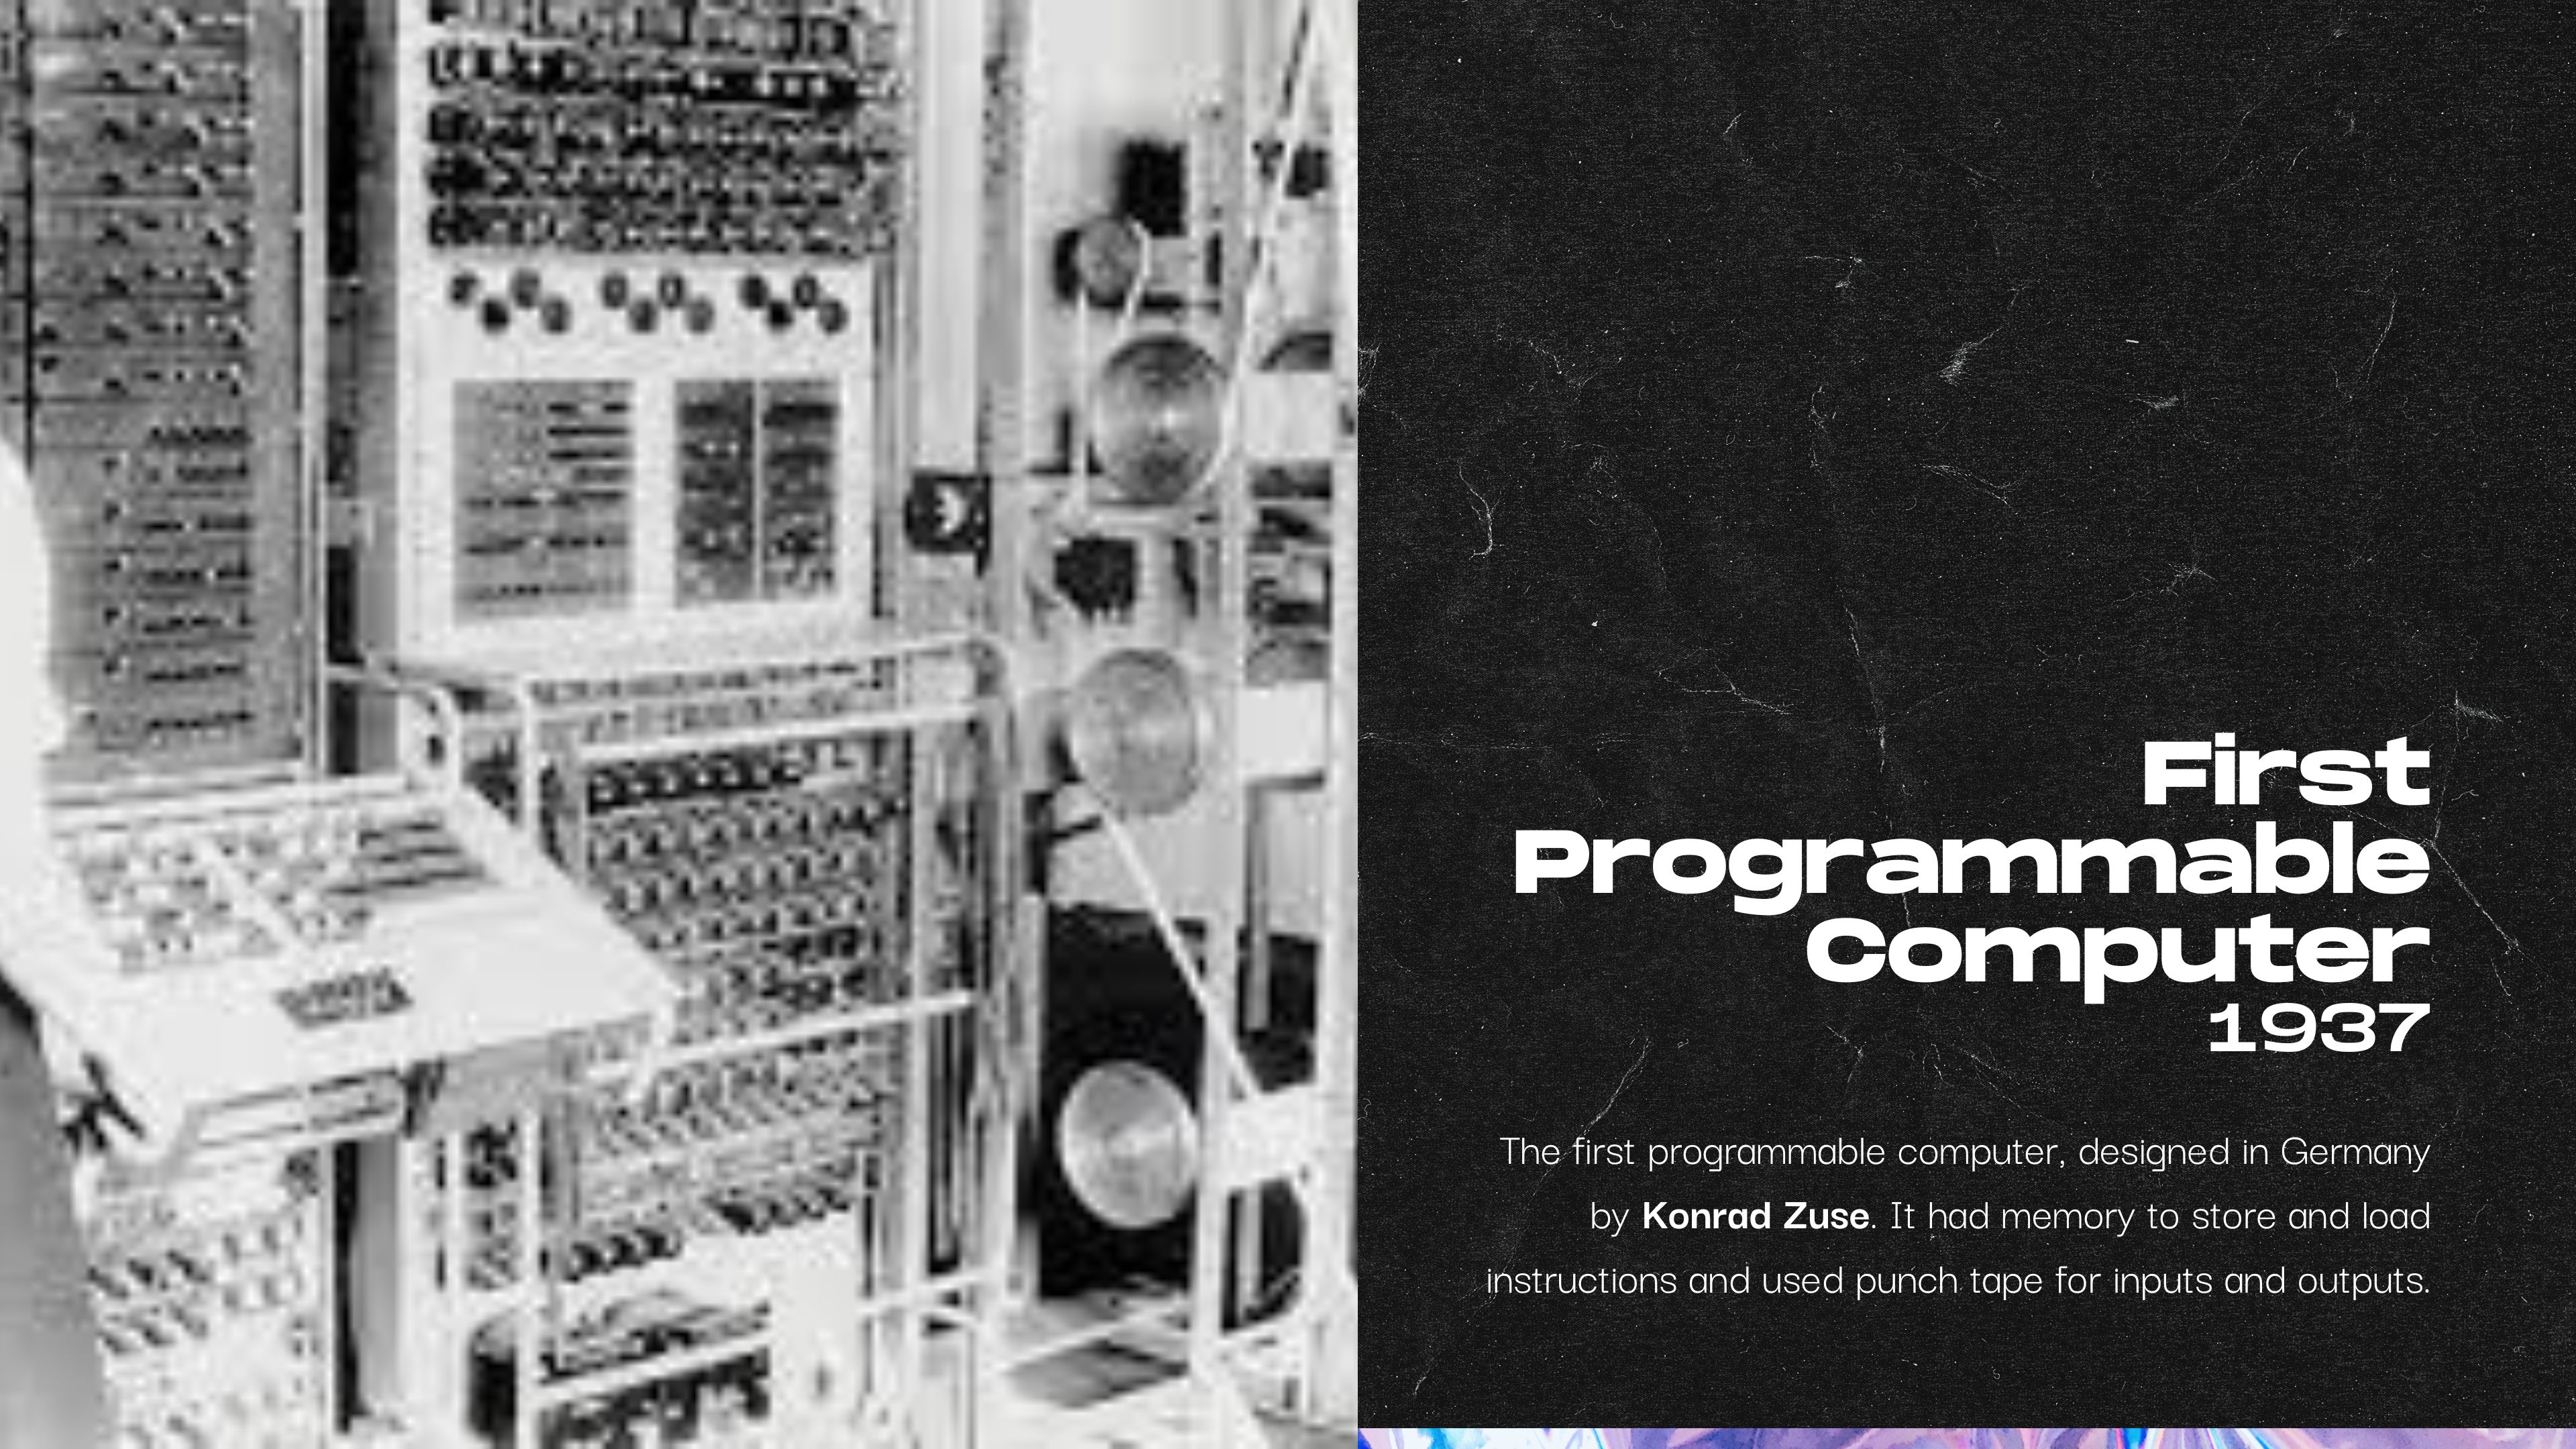 First
Programmable
Computer
1937
The first programmable computer, designed in Germany
by Konrad Zuse. It had memory to store and load
instructions and used punch tape for inputs and outputs.